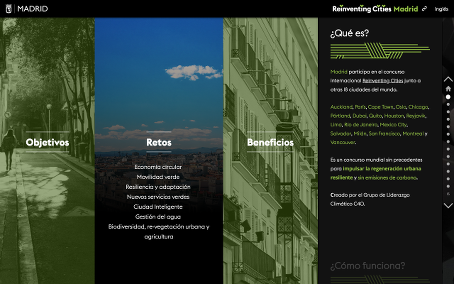 MADRID
Reinventing Cities Madrid
Inglés
Objetivos
Retos
Economía circular
Movilidad verde
Resiliencia y adaptación
Nuevos servicios verdes
Ciudad Inteligente
Gestión del agua
Biodiversidad, re-vegetación urbana y
agricultura
Beneficios
¿Qué es?
Madrid participa en el concurso
internacional Reinventing Cities junto a
otras 18 ciudades del mundo.
Auckland, París, Cape Town, Oslo, Chicago,
Portland, Dubai, Quito, Houston, Reykjavik,
Lima, Rio de Janeiro, Mexico City,
Salvador, Milán, San Francisco, Montreal y
Vancouver.
Es un concurso mundial sin precedentes
para impulsar la regeneración urbana
resiliente y sin emisiones de carbono.
Creado por el Grupo de Liderazgo
Climático C40.
¿Cómo funciona?